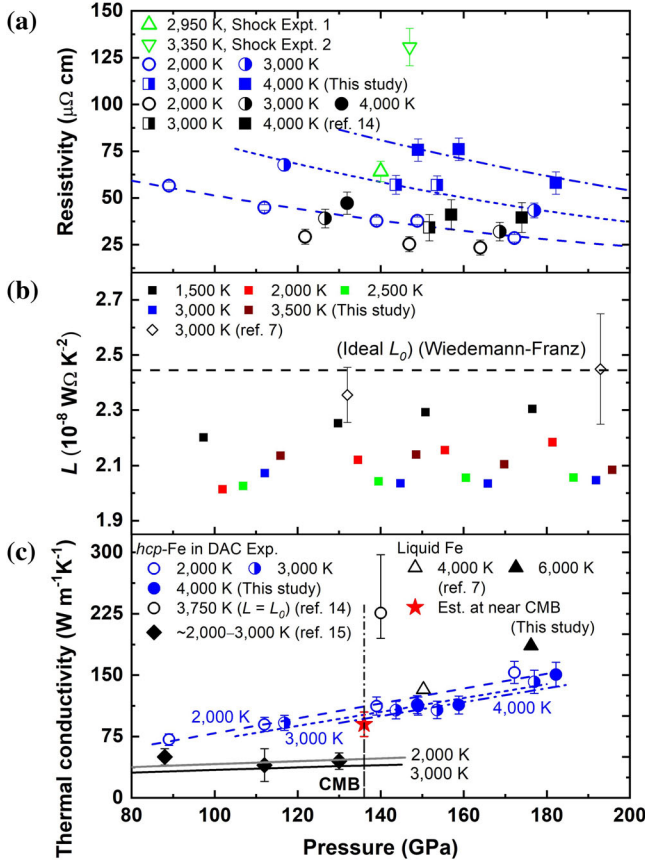 (a)
Resistivity (μΩ cm)
150
125
100
75
50
25
2,950 K, Shock Expt. 1
3,350 K, Shock Expt. 2
2,000 K 3,000 K
3,000 K 4,000 K (This study)
2,000 K 3,000 K 4,000 K
3,000 K 4,000 K (ref. 14)
(b)
L (10⁻⁸ WΩ K⁻²)
2.7
2.5
2.3
2.1
1.9
1,500 K 2,000 K 2,500 K
3,000 K 3,500 K (This study)
3,000 K (ref. 7)
(Ideal L₀) (Wiedemann-Franz)
(c)
Thermal conductivity (W m⁻¹K⁻¹)
300
225
150
75
0
hcp-Fe in DAC Exp.
2,000 K 3,000 K
4,000 K (This study)
3,750 K (L = L₀) (ref. 14)
~2,000–3,000 K (ref. 15)
Liquid Fe
4,000 K 6,000 K
(ref. 7)
Est. at near CMB
(This study)
2,000 K
3,000 K
4,000 K
2,000 K
3,000 K
CMB
80 100 120 140 160 180 200
Pressure (GPa)